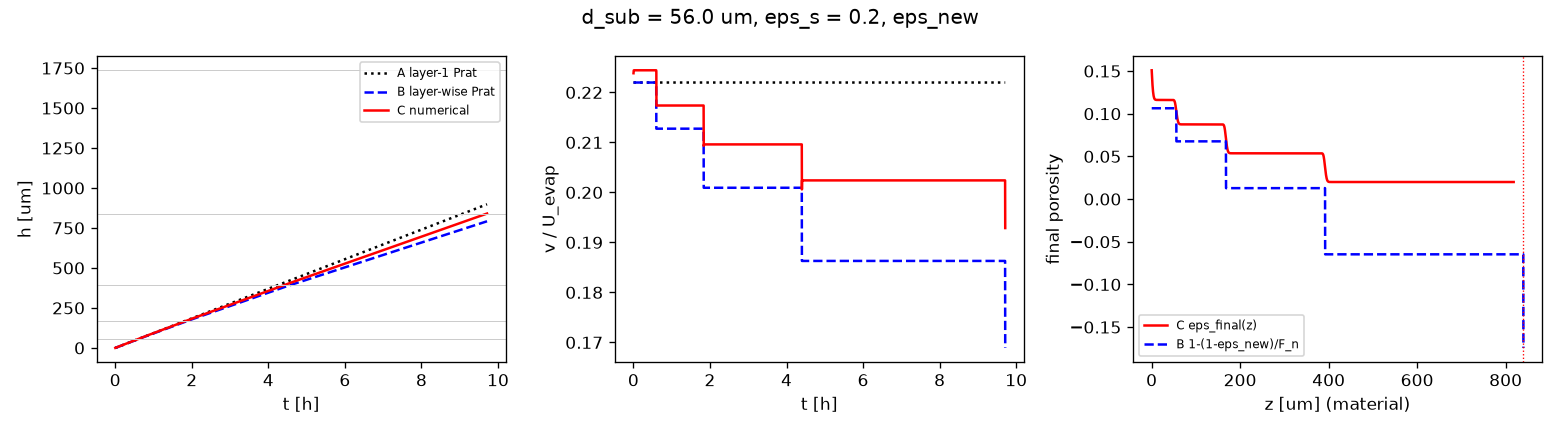 d_sub = 56.0 um, eps_s = 0.2, eps_new
h [um]
1750
1500
1250
1000
750
500
250
0
0 2 4 6 8 10
t [h]
A layer-1 Prat
B layer-wise Prat
C numerical
v / U_evap
0.22
0.21
0.20
0.19
0.18
0.17
0 2 4 6 8 10
t [h]
final porosity
0.15
0.10
0.05
0.00
−0.05
−0.10
−0.15
C eps_final(z)
B 1-(1-eps_new)/F_n
0 200 400 600 800
z [um] (material)